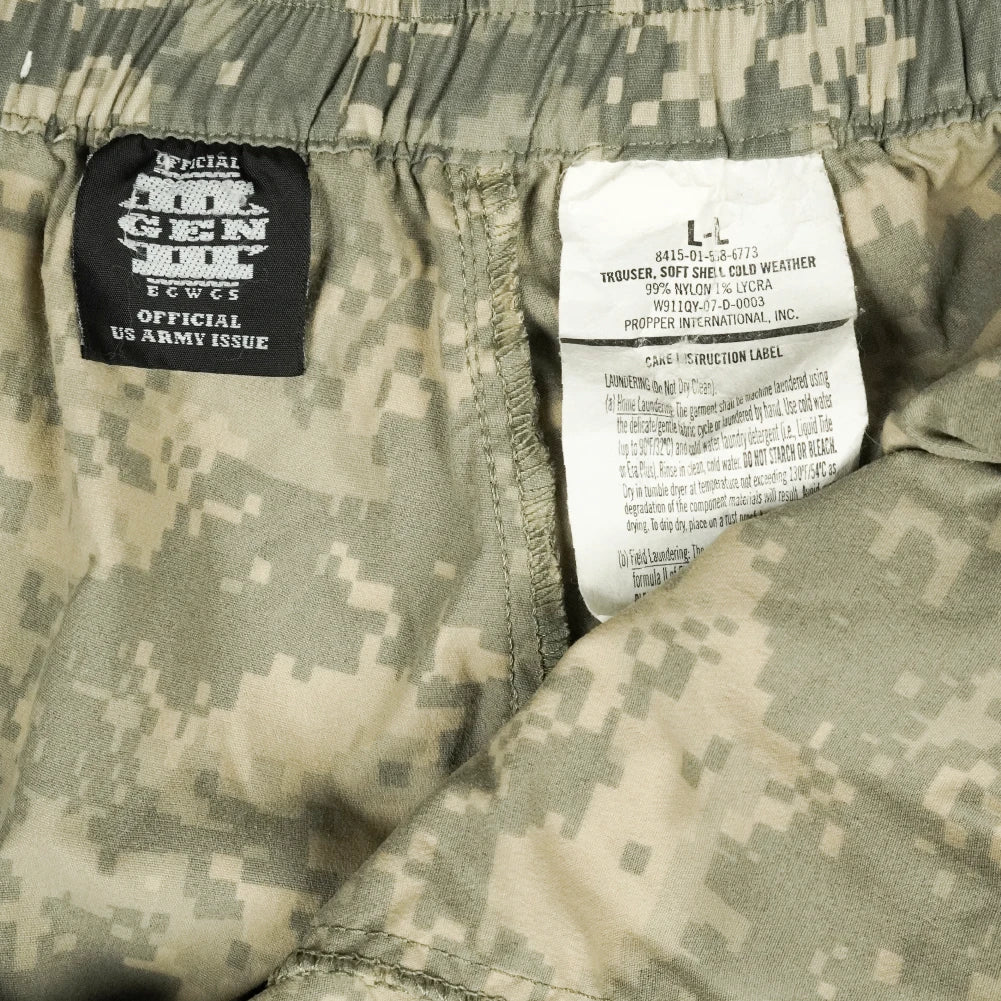 OFFICIAL
GEN
III
ECWCS
OFFICIAL
US ARMY ISSUE
L-L
TROUSER, SOFT SHELL COLD WEATHER
99% NYLON 1% LYCRA
W911QY-07-D-0003
PROPPER INTERNATIONAL, INC.
CARE INSTRUCTION LABEL
LAUNDERING (Do Not Dry Clean).
(a) Home Laundering: The garment shall be machine laundered using
the delicate/gentle fabric cycle or laundered by hand. Use cold water
(up to 90°F/32°C) and cold water laundry detergent (i.e., Liquid Tide
or Era Plus). Rinse in clean, cold water. DO NOT STARCH OR BLEACH.
Dry in tumble dryer at temperature not exceeding 130°F/54°C as
degradation of the component materials will result. Avoid
drying. To drip dry, place on a rust
(b) Field Laundering: The
formula II of